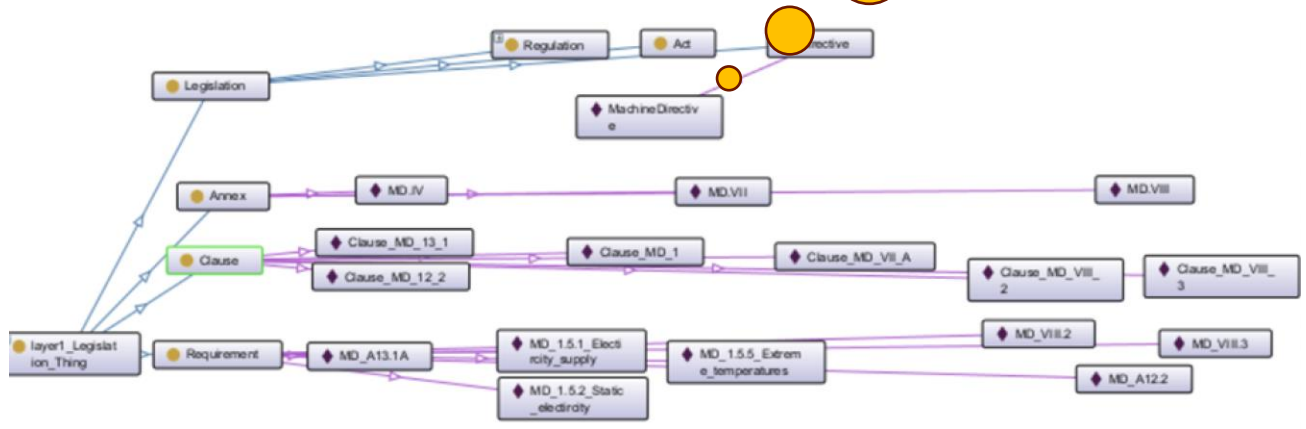 Regulation
Act
rective
Legislation
MachineDirectiv
e
Annex
MD.IV
MD.VII
MD.VIII
Clause
Clause_MD_13_1
Clause_MD_1
Clause_MD_VII_A
Clause_MD_12_2
Clause_MD_VIII_
2
Clause_MD_VIII_
3
layer1_Legislat
ion_Thing
Requirement
MD_A13.1A
MD_1.5.1_Electi
rcity_supply
MD_1.5.5_Extrem
e_temperatures
MD_VIII.2
MD_VIII.3
MD_1.5.2_Static
_electircity
MD_A12.2